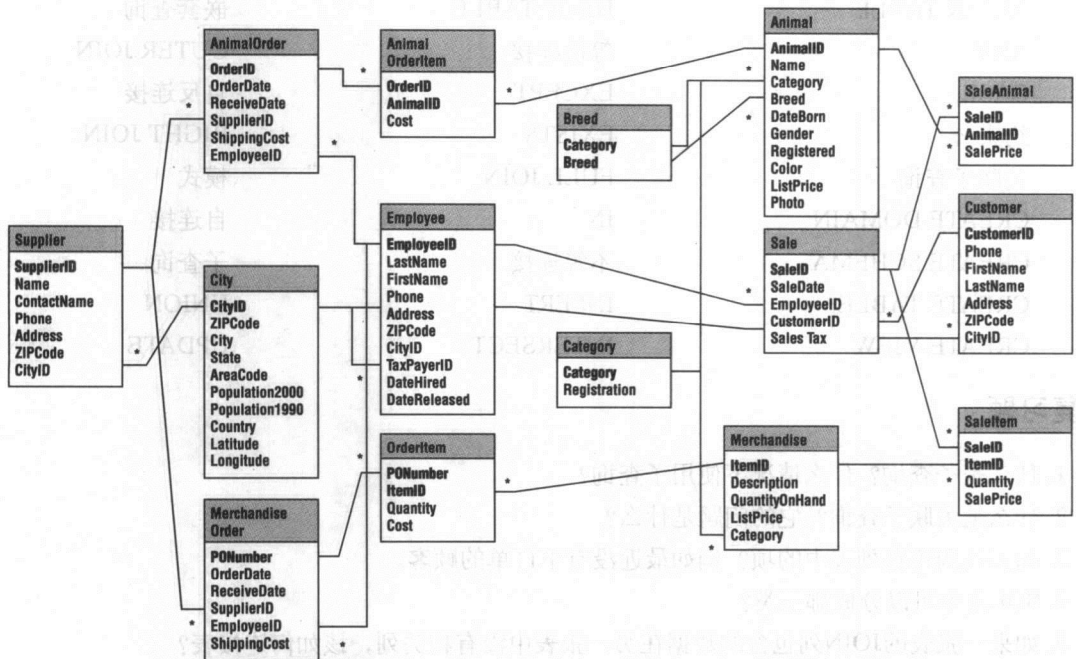 AnimalOrder
OrderID
OrderDate
ReceiveDate
SupplierID
ShippingCost
EmployeeID
Animal
OrderItem
OrderID
AnimalID
Cost
Animal
AnimalID
Name
Category
Breed
DateBorn
Gender
Registered
Color
ListPrice
Photo
Breed
Category
Breed
SaleAnimal
SaleID
AnimalID
SalePrice
Supplier
SupplierID
Name
ContactName
Phone
Address
ZIPCode
CityID
City
CityID
ZIPCode
City
State
AreaCode
Population2000
Population1990
Country
Latitude
Longitude
Employee
EmployeeID
LastName
FirstName
Phone
Address
ZIPCode
CityID
TaxPayerID
DateHired
DateReleased
Sale
SaleID
SaleDate
EmployeeID
CustomerID
Sales Tax
Customer
CustomerID
Phone
FirstName
LastName
Address
ZIPCode
CityID
Category
Category
Registration
Merchandise
Order
PONumber
OrderDate
ReceiveDate
SupplierID
EmployeeID
ShippingCost
OrderItem
PONumber
ItemID
Quantity
Cost
Merchandise
ItemID
Description
QuantityOnHand
ListPrice
Category
SaleItem
SaleID
ItemID
Quantity
SalePrice